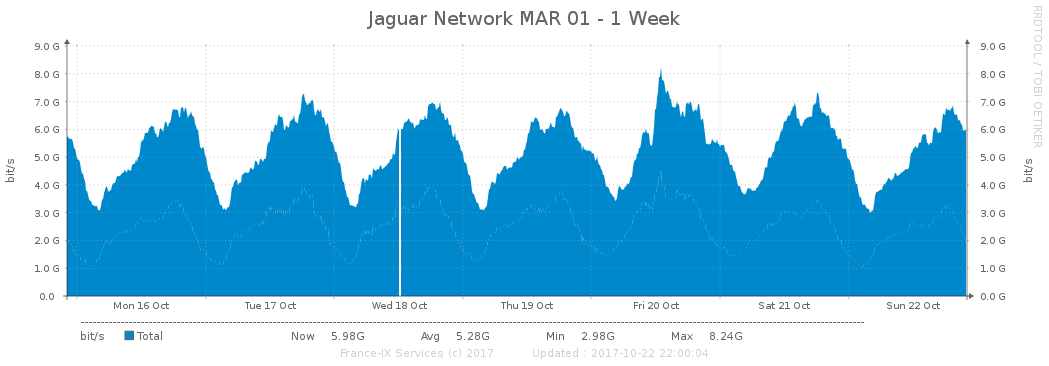 Jaguar Network MAR 01 - 1 Week
RRDTOOL / TOBI OETIKER
9.0 G 9.0 G
8.0 G 8.0 G
7.0 G 7.0 G
6.0 G 6.0 G
5.0 G 5.0 G
4.0 G 4.0 G
3.0 G 3.0 G
2.0 G 2.0 G
1.0 G 1.0 G
0.0 0.0 G
bit/s bit/s
Mon 16 Oct Tue 17 Oct Wed 18 Oct Thu 19 Oct Fri 20 Oct Sat 21 Oct Sun 22 Oct
bit/s Total Now 5.98G Avg 5.28G Min 2.98G Max 8.24G
France-IX Services (c) 2017 Updated : 2017-10-22 22:00:04